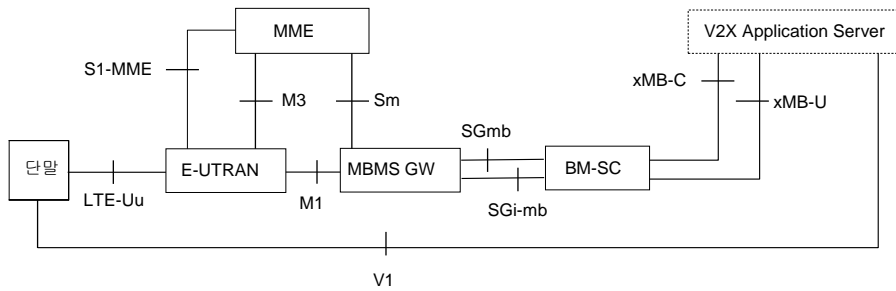 MME
V2X Application Server
S1-MME
M3
Sm
xMB-C
xMB-U
SGmb
단말
E-UTRAN
MBMS GW
BM-SC
LTE-Uu
M1
SGi-mb
V1